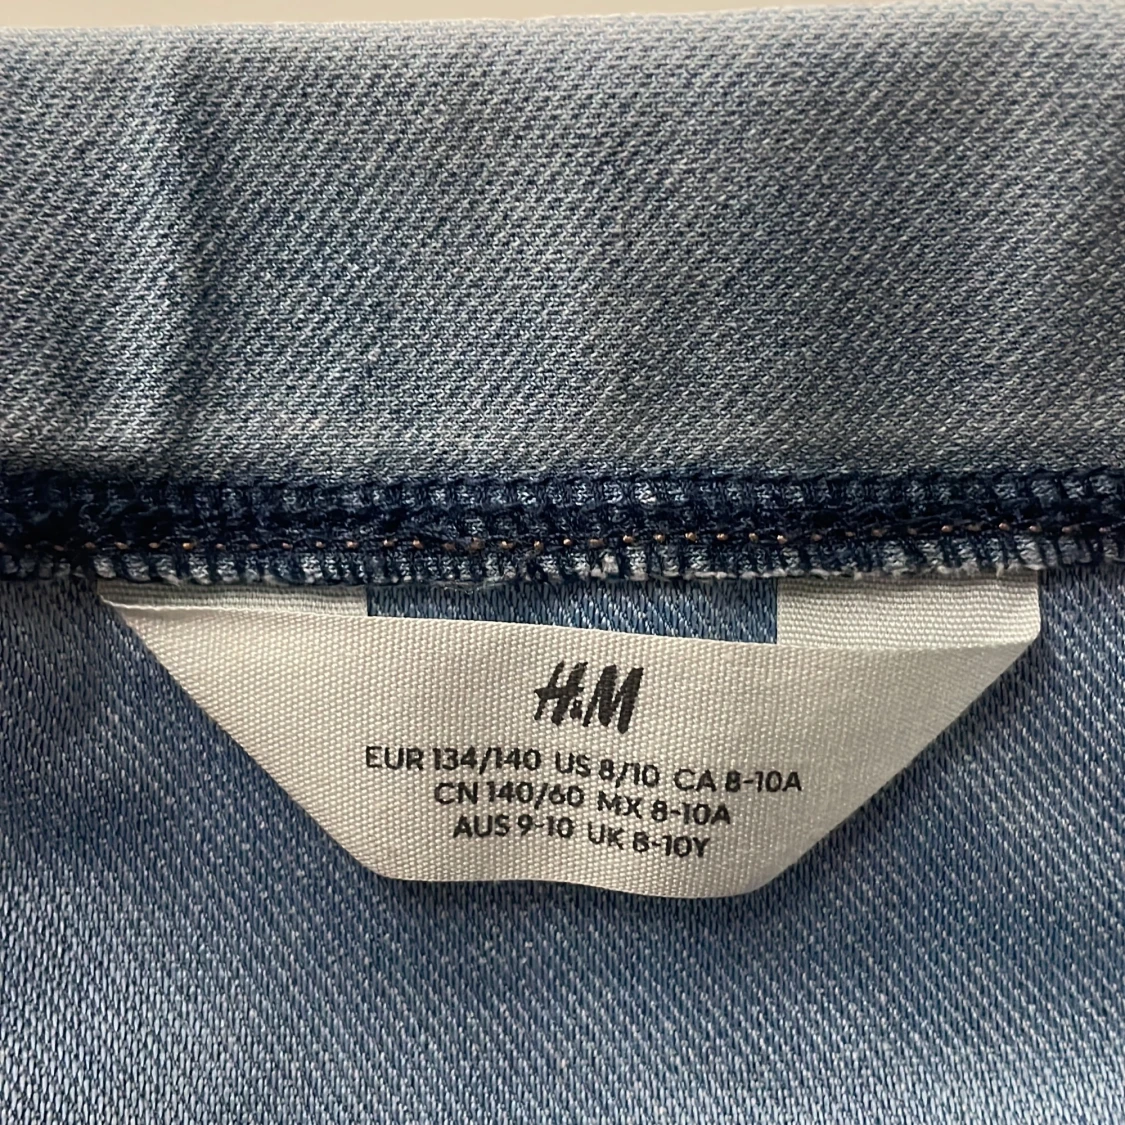 H&M
EUR 134/140 US 8/10 CA 8-10A
CN 140/60 MX 8-10A
AUS 9-10 UK 8-10Y